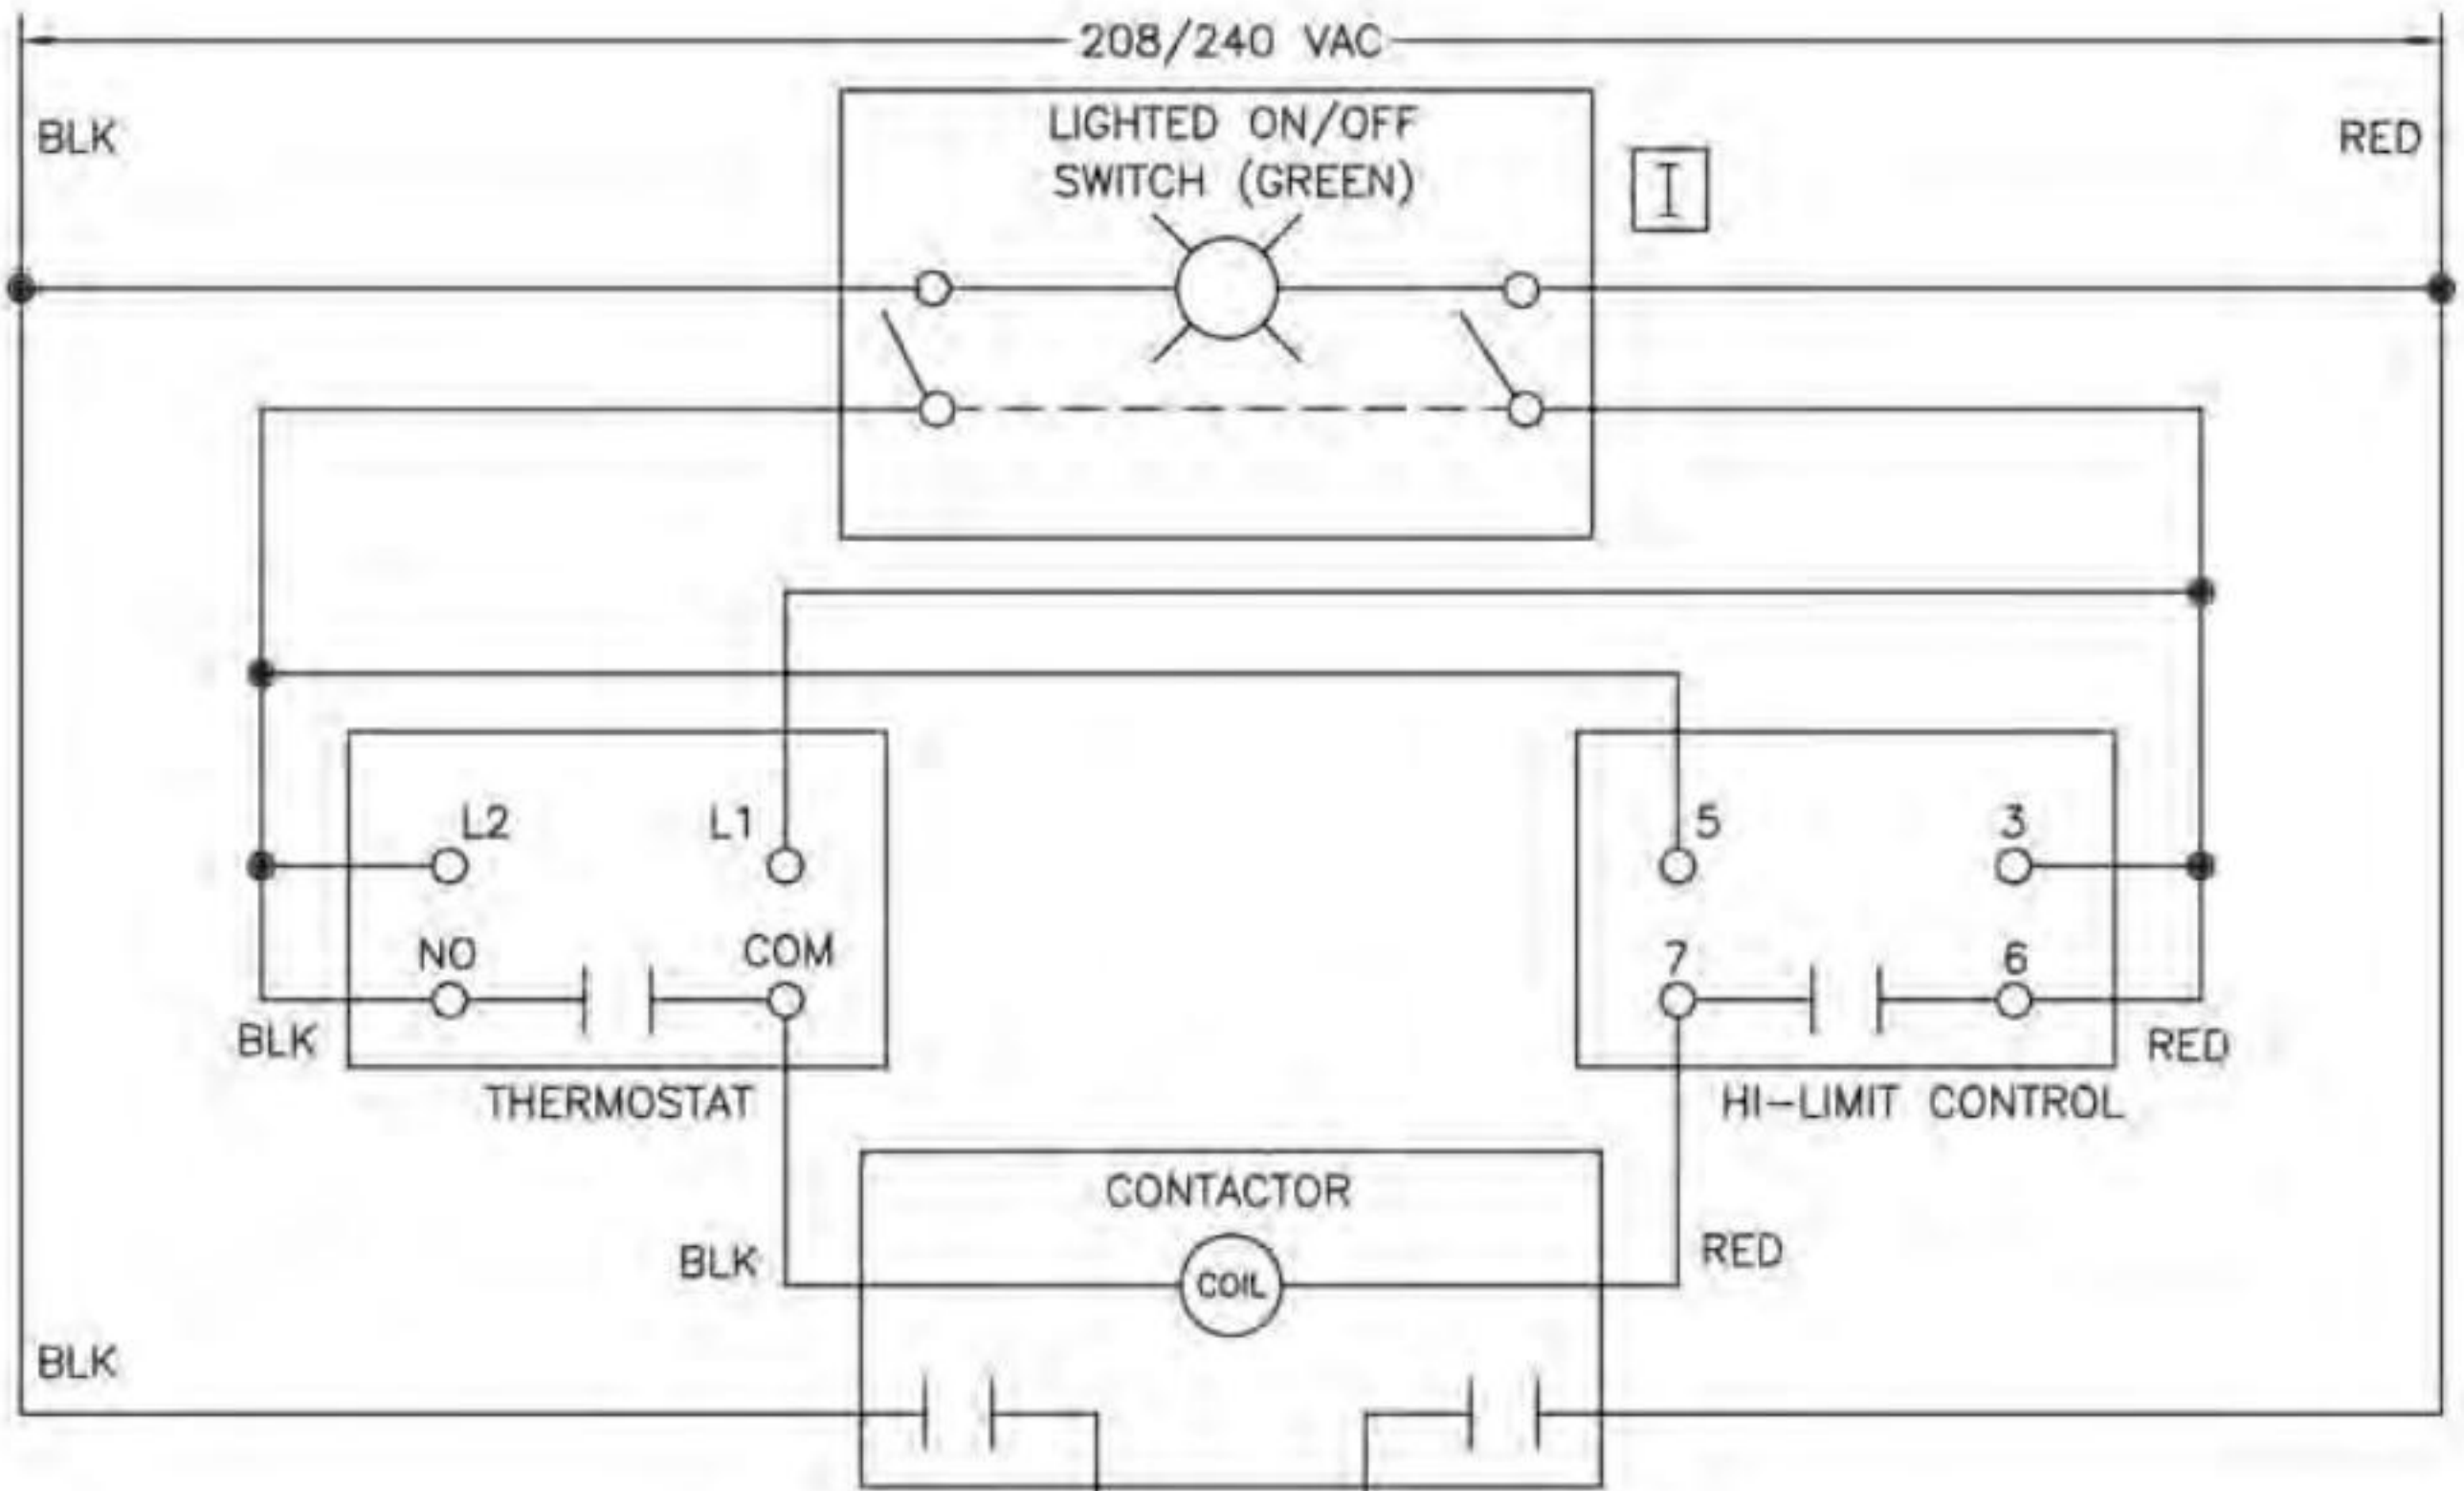 208/240 VAC
BLK
LIGHTED ON/OFF
SWITCH (GREEN)
I
RED
L2
L1
5
3
NO
COM
7
6
BLK
RED
THERMOSTAT
HI-LIMIT CONTROL
CONTACTOR
BLK
COIL
RED
BLK